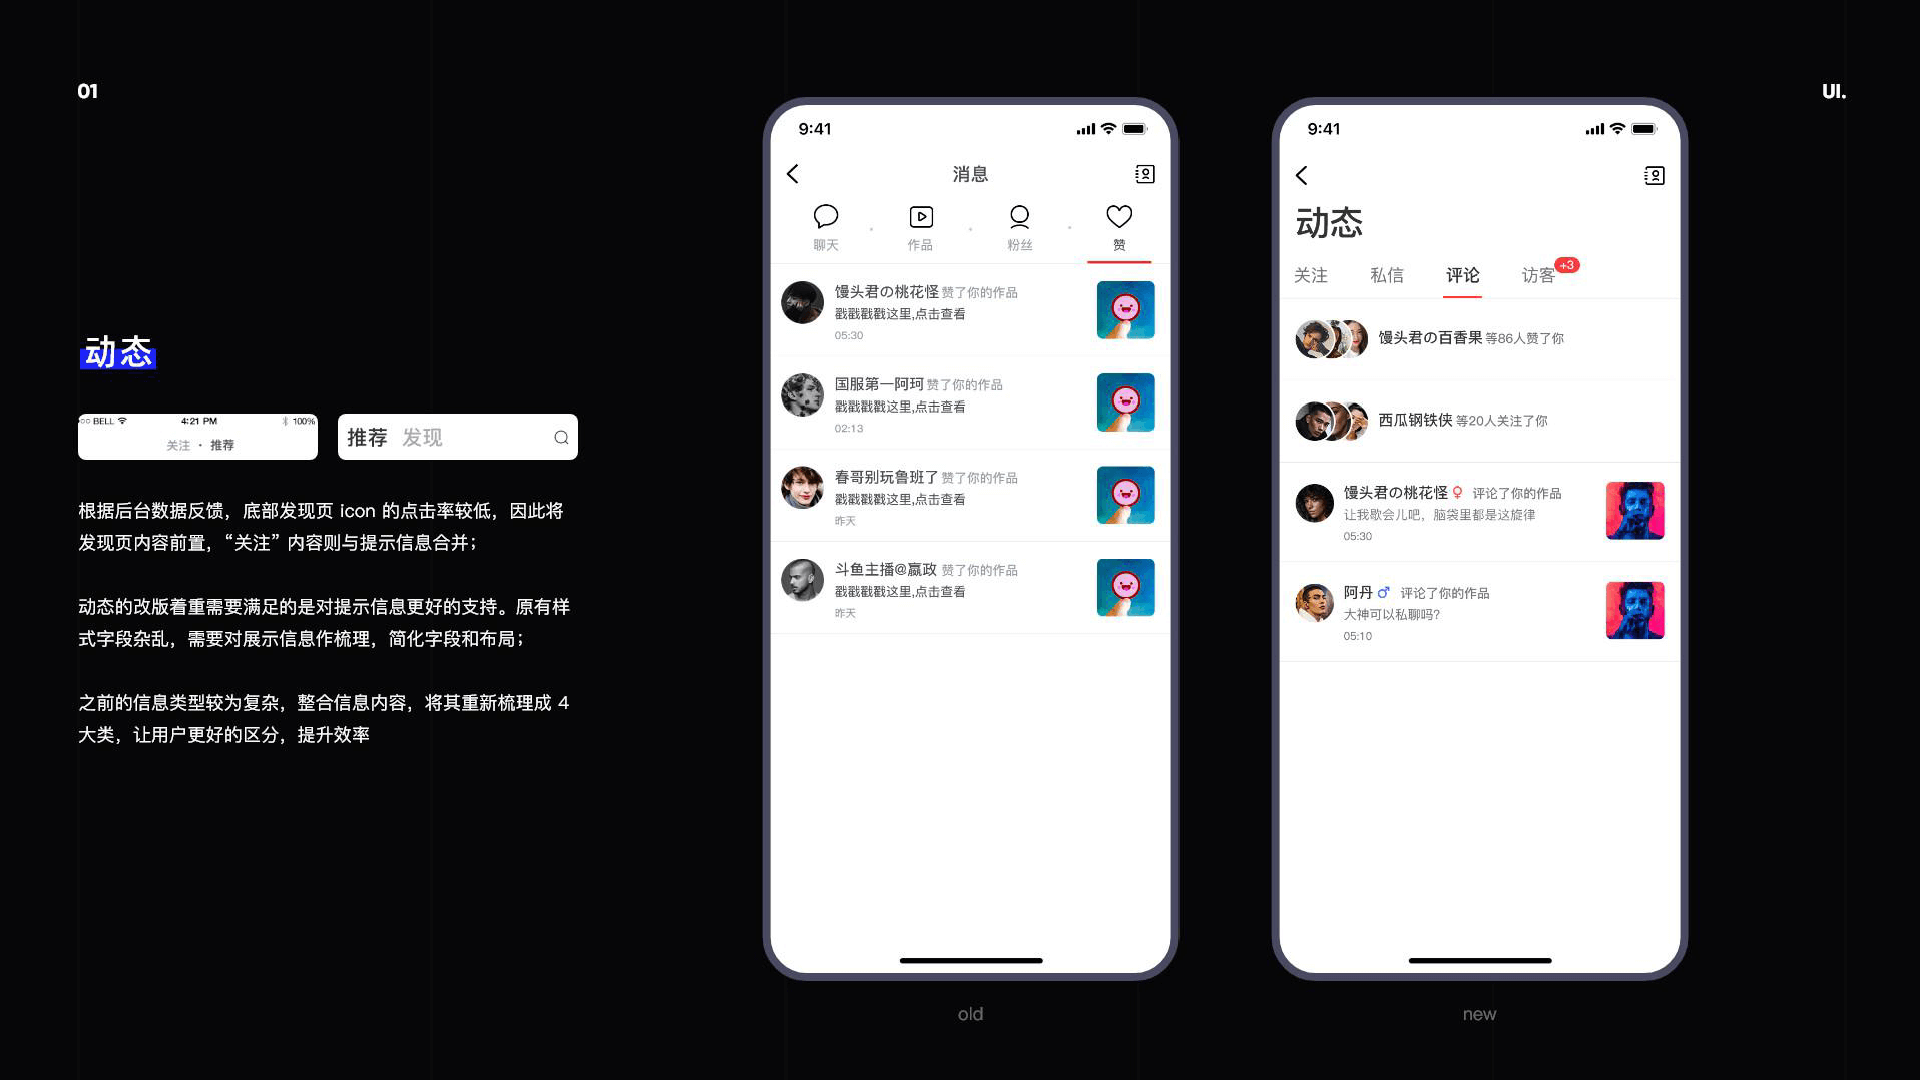 01
UI.
动态
BELL 4:21 PM 100%
关注 · 推荐
推荐 发现
根据后台数据反馈，底部发现页 icon 的点击率较低，因此将
发现页内容前置，“关注”内容则与提示信息合并；
动态的改版着重需要满足的是对提示信息更好的支持。原有样
式字段杂乱，需要对展示信息作梳理，简化字段和布局；
之前的信息类型较为复杂，整合信息内容，将其重新梳理成 4
大类，让用户更好的区分，提升效率
9:41
消息
聊天 作品 粉丝 赞
馒头君の桃花怪 赞了你的作品
戳戳戳戳这里,点击查看
05:30
国服第一阿珂 赞了你的作品
戳戳戳戳这里,点击查看
02:13
春哥别玩鲁班了 赞了你的作品
戳戳戳戳这里,点击查看
昨天
斗鱼主播@嬴政 赞了你的作品
戳戳戳戳这里,点击查看
昨天
old
9:41
动态
关注 私信 评论 访客 +3
馒头君の百香果 等86人赞了你
西瓜钢铁侠 等20人关注了你
馒头君の桃花怪♀ 评论了你的作品
让我歇会儿吧，脑袋里都是这旋律
05:30
阿丹♂ 评论了你的作品
大神可以私聊吗?
05:10
new